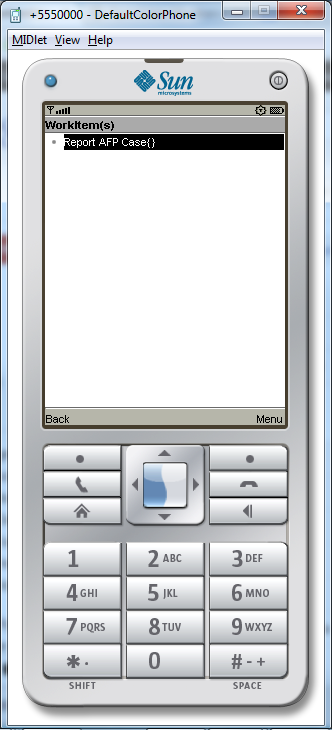 +5550000 - DefaultColorPhone
MIDlet View Help
Sun
microsystems
WorkItem(s)
Report AFP Case{}
Back Menu
1 2 ABC 3 DEF
4 GHI 5 JKL 6 MNO
7 PQRS 8 TUV 9 WXYZ
* . 0 # - +
SHIFT SPACE